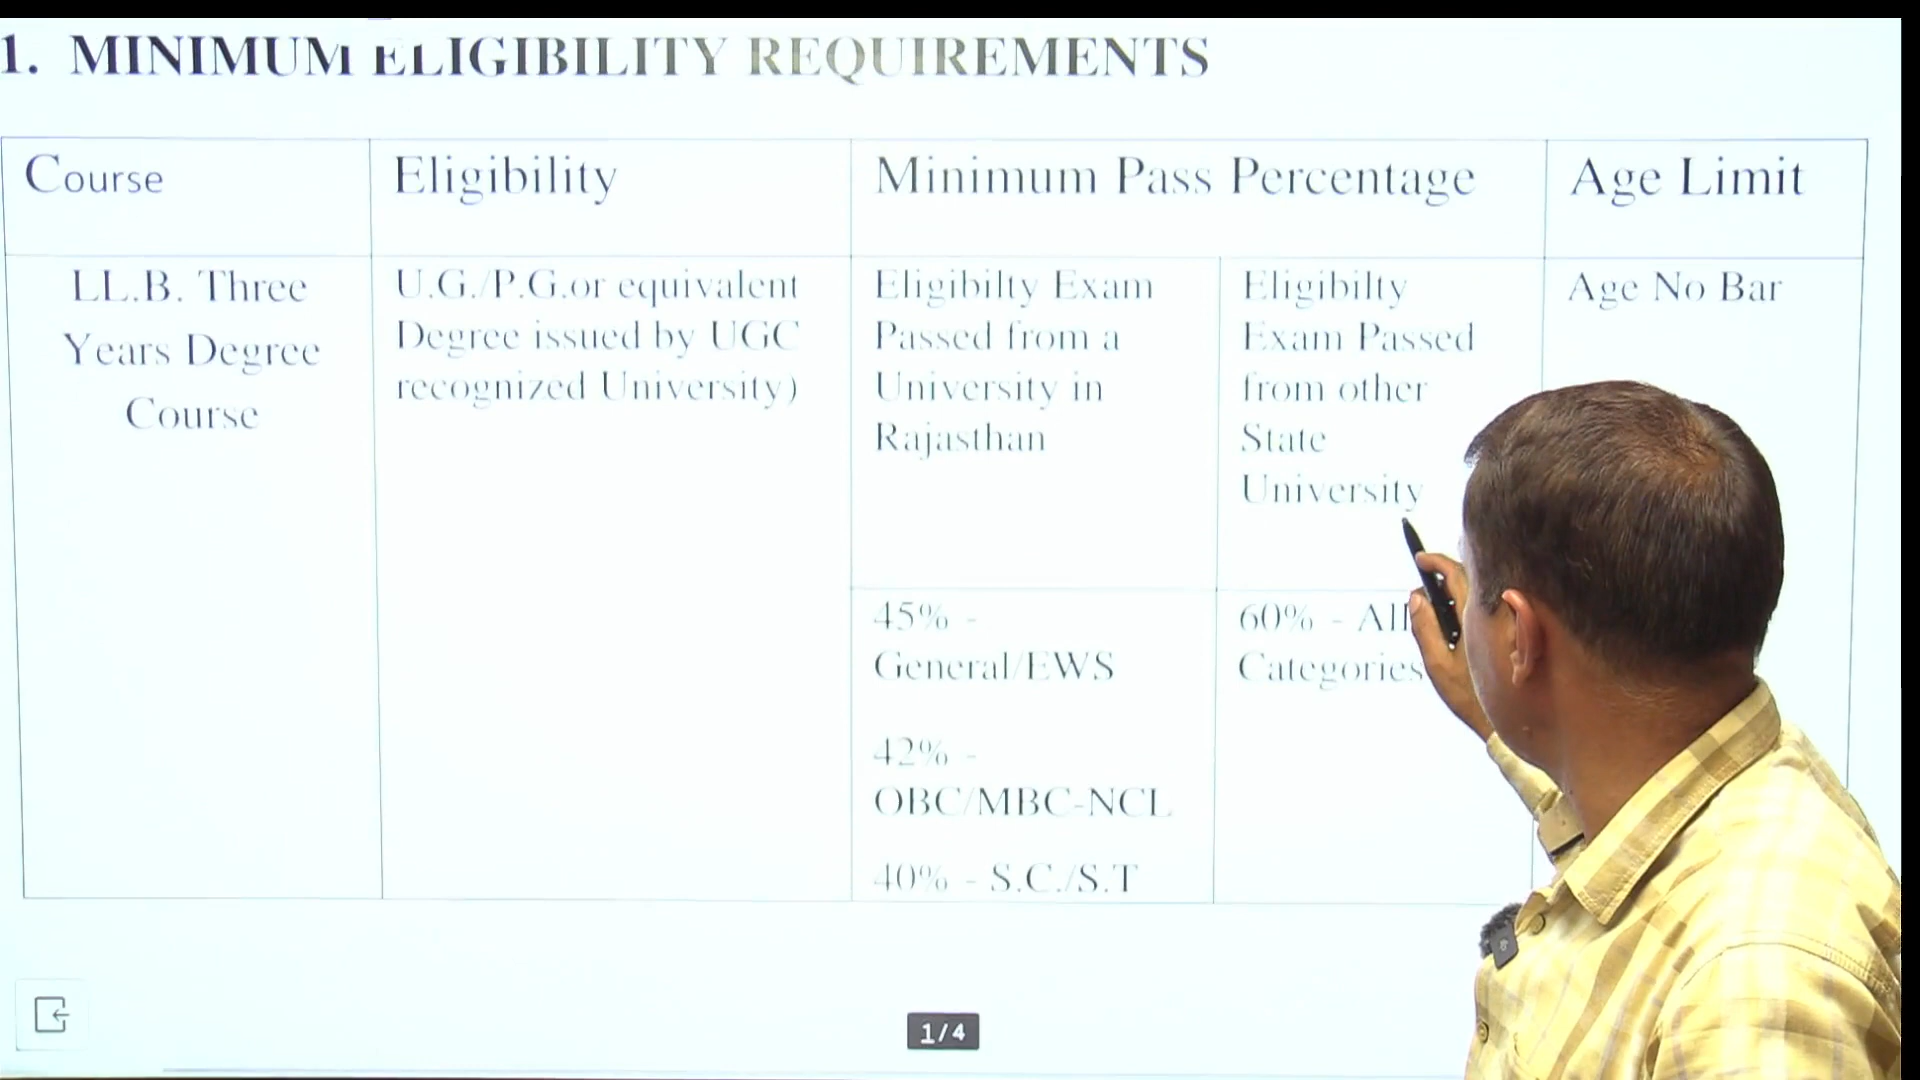 1. MINIMUM ELIGIBILITY REQUIREMENTS
Course
Eligibility
Minimum Pass Percentage
Age Limit
LL.B. Three
Years Degree
Course
U.G./P.G.or equivalent
Degree issued by UGC
recognized University)
Eligibilty Exam
Passed from a
University in
Rajasthan
Eligibilty
Exam Passed
from other
State
University
Age No Bar
45% -
General/EWS
42% -
OBC/MBC-NCL
40% - S.C./S.T
60% - All
Categories
1/4